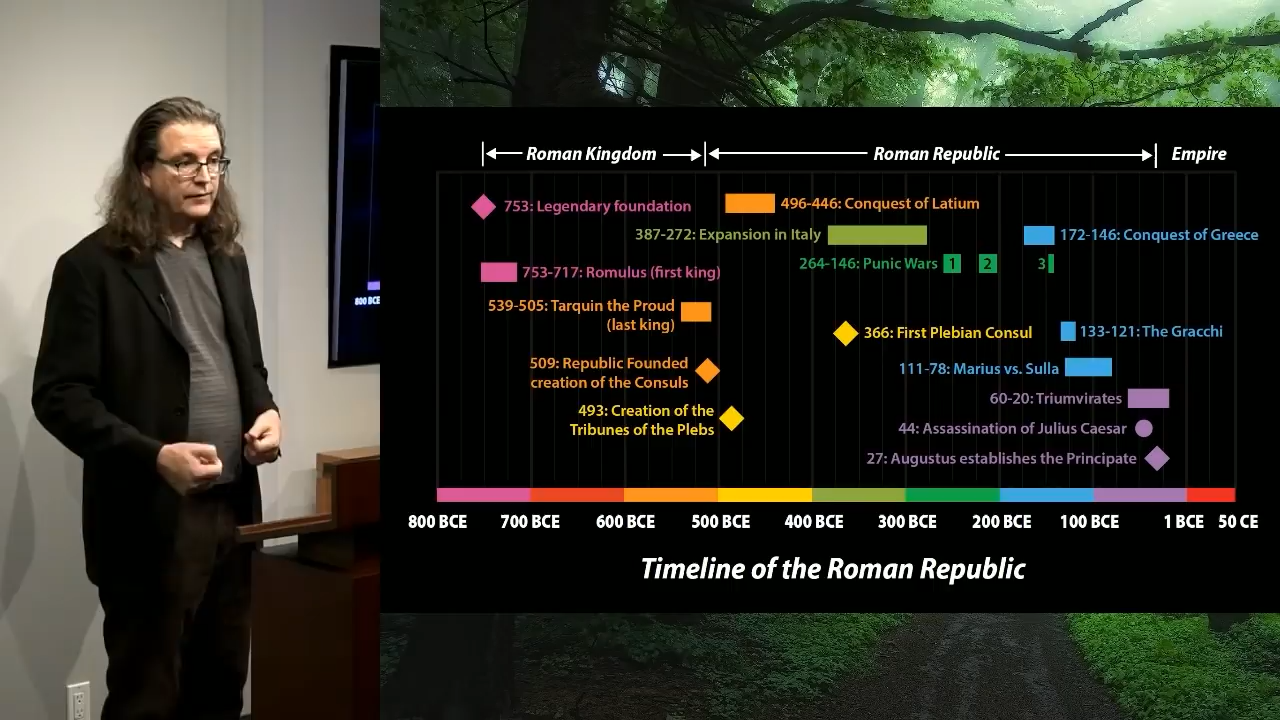 Roman Kingdom
Roman Republic
Empire
753: Legendary foundation
496-446: Conquest of Latium
387-272: Expansion in Italy
172-146: Conquest of Greece
264-146: Punic Wars 1 2 3
753-717: Romulus (first king)
539-505: Tarquin the Proud
(last king)
366: First Plebian Consul
133-121: The Gracchi
509: Republic Founded
creation of the Consuls
111-78: Marius vs. Sulla
60-20: Triumvirates
493: Creation of the
Tribunes of the Plebs
44: Assassination of Julius Caesar
27: Augustus establishes the Principate
800 BCE 700 BCE 600 BCE 500 BCE 400 BCE 300 BCE 200 BCE 100 BCE 1 BCE 50 CE
Timeline of the Roman Republic
800 BCE